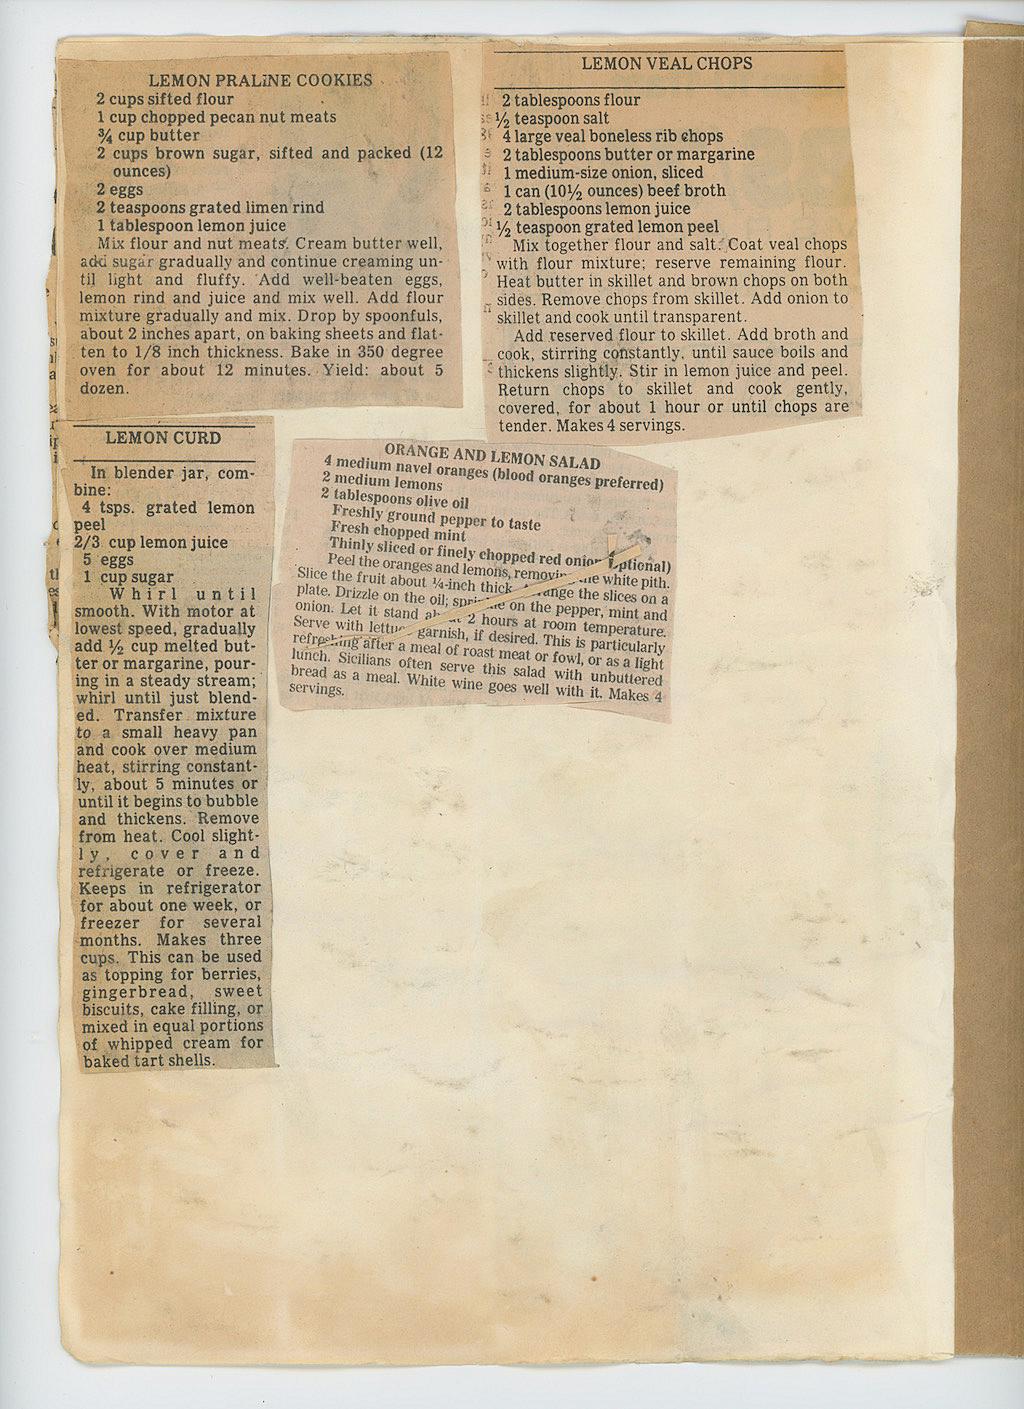 LEMON PRALINE COOKIES
2 cups sifted flour
1 cup chopped pecan nut meats
¾ cup butter
2 cups brown sugar, sifted and packed (12
ounces)
2 eggs
2 teaspoons grated limen rind
1 tablespoon lemon juice
Mix flour and nut meats. Cream butter well,
add sugar gradually and continue creaming un-
til light and fluffy. Add well-beaten eggs,
lemon rind and juice and mix well. Add flour
mixture gradually and mix. Drop by spoonfuls,
about 2 inches apart, on baking sheets and flat-
ten to 1/8 inch thickness. Bake in 350 degree
oven for about 12 minutes. Yield: about 5
dozen.
LEMON VEAL CHOPS
2 tablespoons flour
½ teaspoon salt
4 large veal boneless rib chops
2 tablespoons butter or margarine
1 medium-size onion, sliced
1 can (10½ ounces) beef broth
2 tablespoons lemon juice
½ teaspoon grated lemon peel
Mix together flour and salt. Coat veal chops
with flour mixture; reserve remaining flour.
Heat butter in skillet and brown chops on both
sides. Remove chops from skillet. Add onion to
skillet and cook until transparent.
Add reserved flour to skillet. Add broth and
cook, stirring constantly, until sauce boils and
thickens slightly. Stir in lemon juice and peel.
Return chops to skillet and cook gently,
covered, for about 1 hour or until chops are
tender. Makes 4 servings.
LEMON CURD
In blender jar, com-
bine:
4 tsps. grated lemon
peel
2/3 cup lemon juice
5 eggs
1 cup sugar
Whirl until
smooth. With motor at
lowest speed, gradually
add ½ cup melted but-
ter or margarine, pour-
ing in a steady stream;
whirl until just blend-
ed. Transfer mixture
to a small heavy pan
and cook over medium
heat, stirring constant-
ly, about 5 minutes or
until it begins to bubble
and thickens. Remove
from heat. Cool slight-
ly, cover and
refrigerate or freeze.
Keeps in refrigerator
for about one week, or
freezer for several
months. Makes three
cups. This can be used
as topping for berries,
gingerbread, sweet
biscuits, cake filling, or
mixed in equal portions
of whipped cream for
baked tart shells.
ORANGE AND LEMON SALAD
4 medium navel oranges (blood oranges preferred)
2 medium lemons
2 tablespoons olive oil
Freshly ground pepper to taste
Fresh chopped mint
Thinly sliced or finely chopped red onion optional)
Peel the oranges and lemons, removing the white pith.
Slice the fruit about ¼-inch thick. Arrange the slices on a
plate. Drizzle on the oil; sprinkle on the pepper, mint and
onion. Let it stand about 2 hours at room temperature.
Serve with lettuce garnish, if desired. This is particularly
refreshing after a meal of roast meat or fowl, or as a light
lunch. Sicilians often serve this salad with unbuttered
bread as a meal. White wine goes well with it. Makes 4
servings.